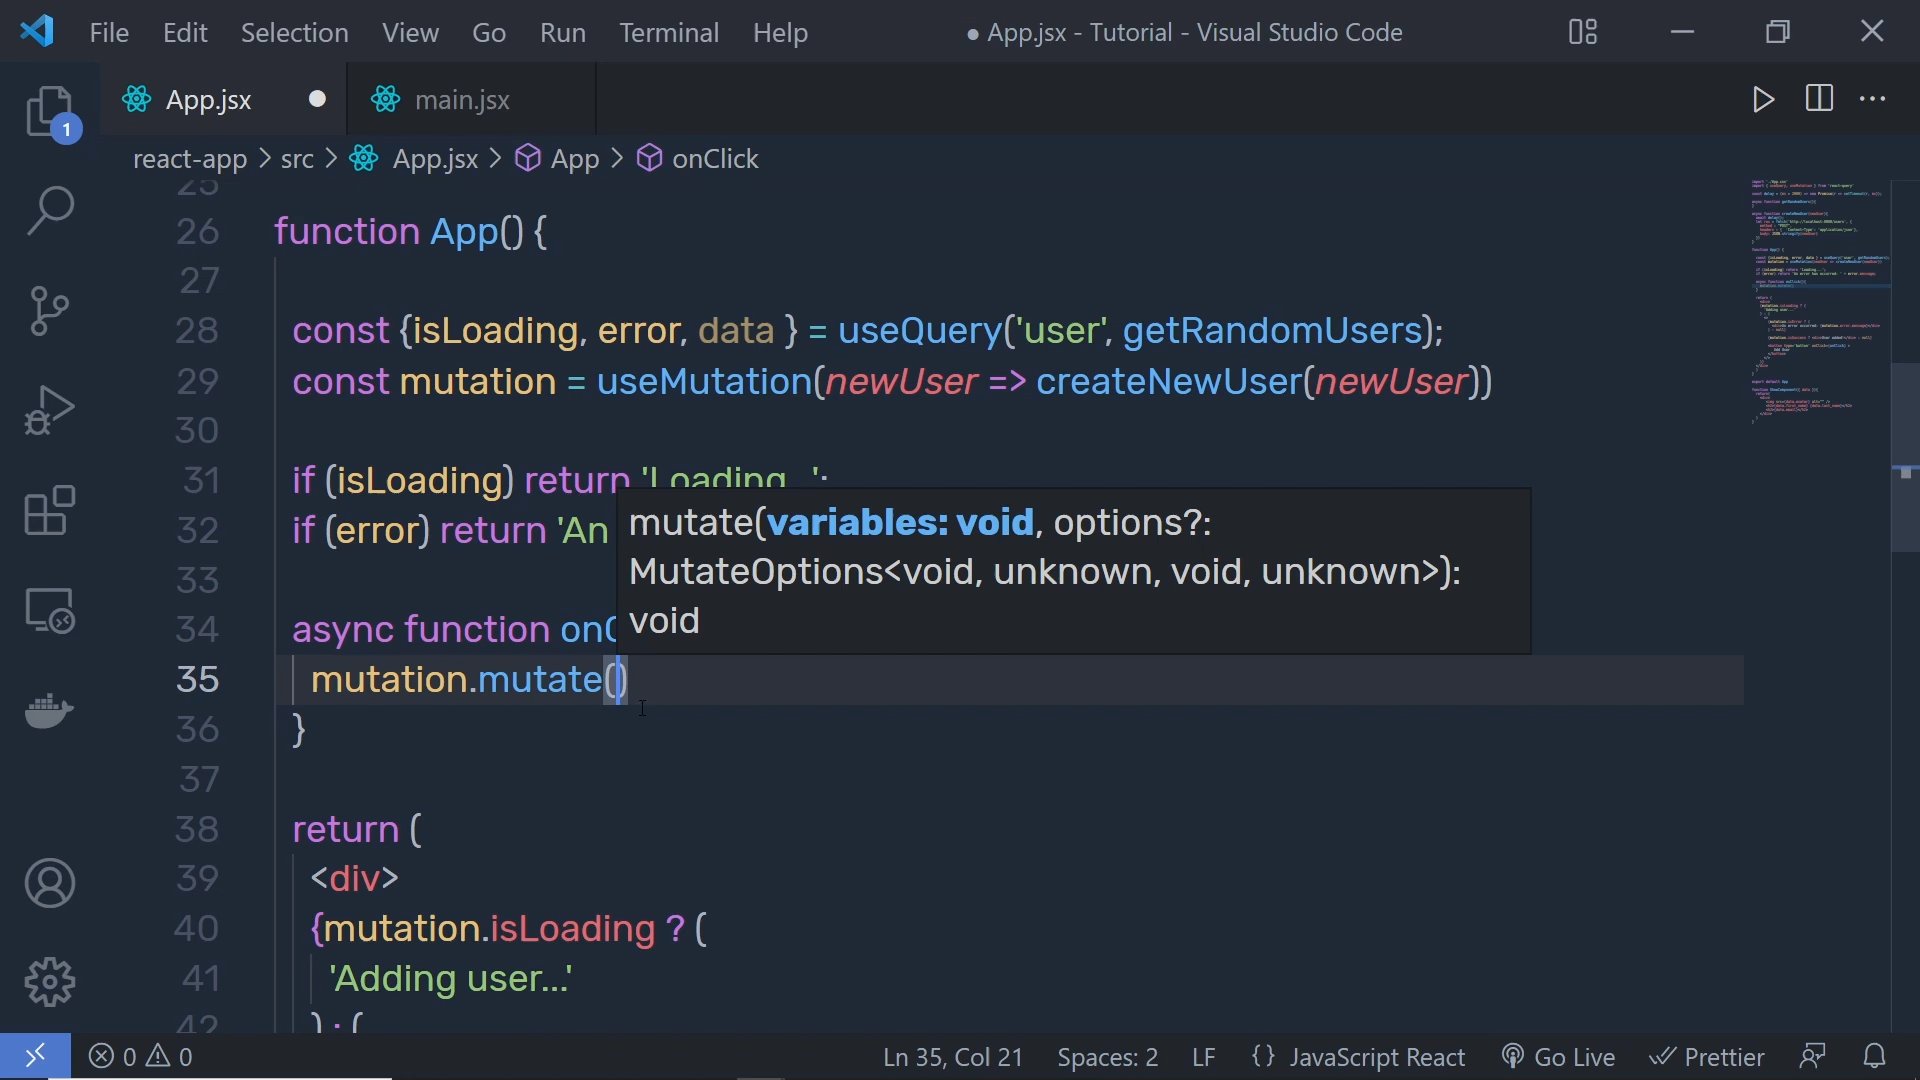 File Edit Selection View Go Run Terminal Help ● App.jsx - Tutorial - Visual Studio Code
App.jsx ● main.jsx
1
react-app > src > App.jsx > App > onClick
25
26 function App() {
27
28 const {isLoading, error, data } = useQuery('user', getRandomUsers);
29 const mutation = useMutation(newUser => createNewUser(newUser))
30
31 if (isLoading) return 'Loading...';
32 if (error) return 'An
mutate(variables: void, options?:
MutateOptions<void, unknown, void, unknown>):
void
33
34 async function onC
35 mutation.mutate()
36 }
37
38 return (
39 <div>
40 {mutation.isLoading ? (
41 'Adding user...'
42 ) : (
0 0 Ln 35, Col 21 Spaces: 2 LF {} JavaScript React Go Live Prettier